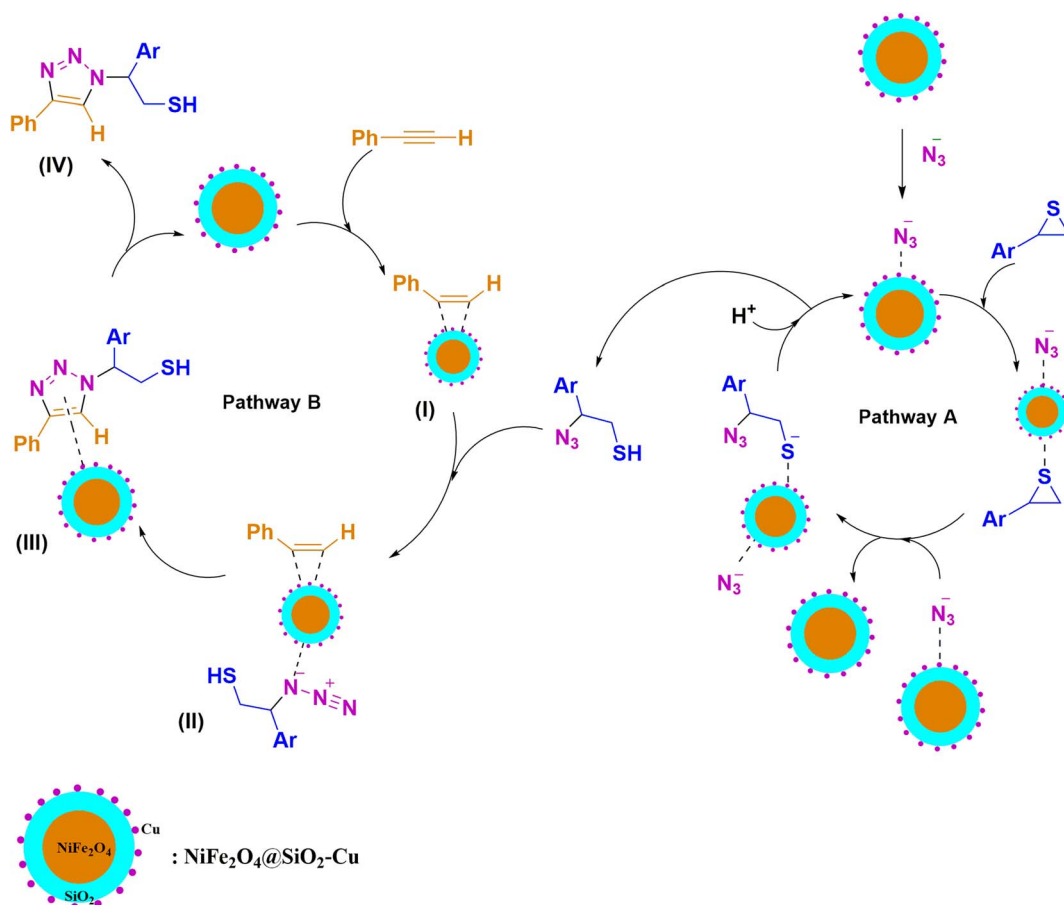 Ar
N
N
N
SH
Ph
H
(IV)
Ph
H
N3 –
N3 –
S
Ar
Ph
H
(I)
Ar
N
N
N
SH
Ph
H
(III)
Pathway B
H+
Ar
N3
SH
Ar
N3
S –
N3 –
Pathway A
N3 –
S
Ar
N3 –
Ph
H
HS
N –
N +
N
Ar
(II)
NiFe₂O₄
SiO₂
Cu
: NiFe₂O₄@SiO₂-Cu